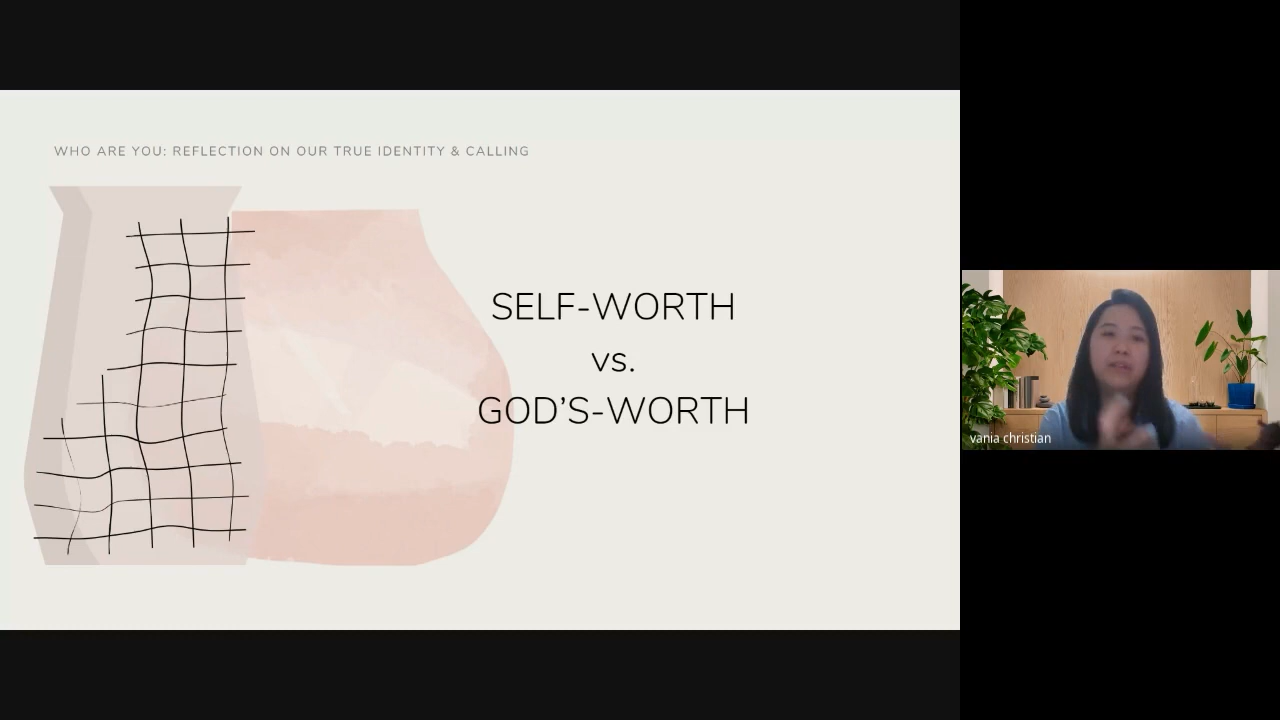 WHO ARE YOU: REFLECTION ON OUR TRUE IDENTITY & CALLING
SELF-WORTH
vs.
GOD'S-WORTH
vania christian